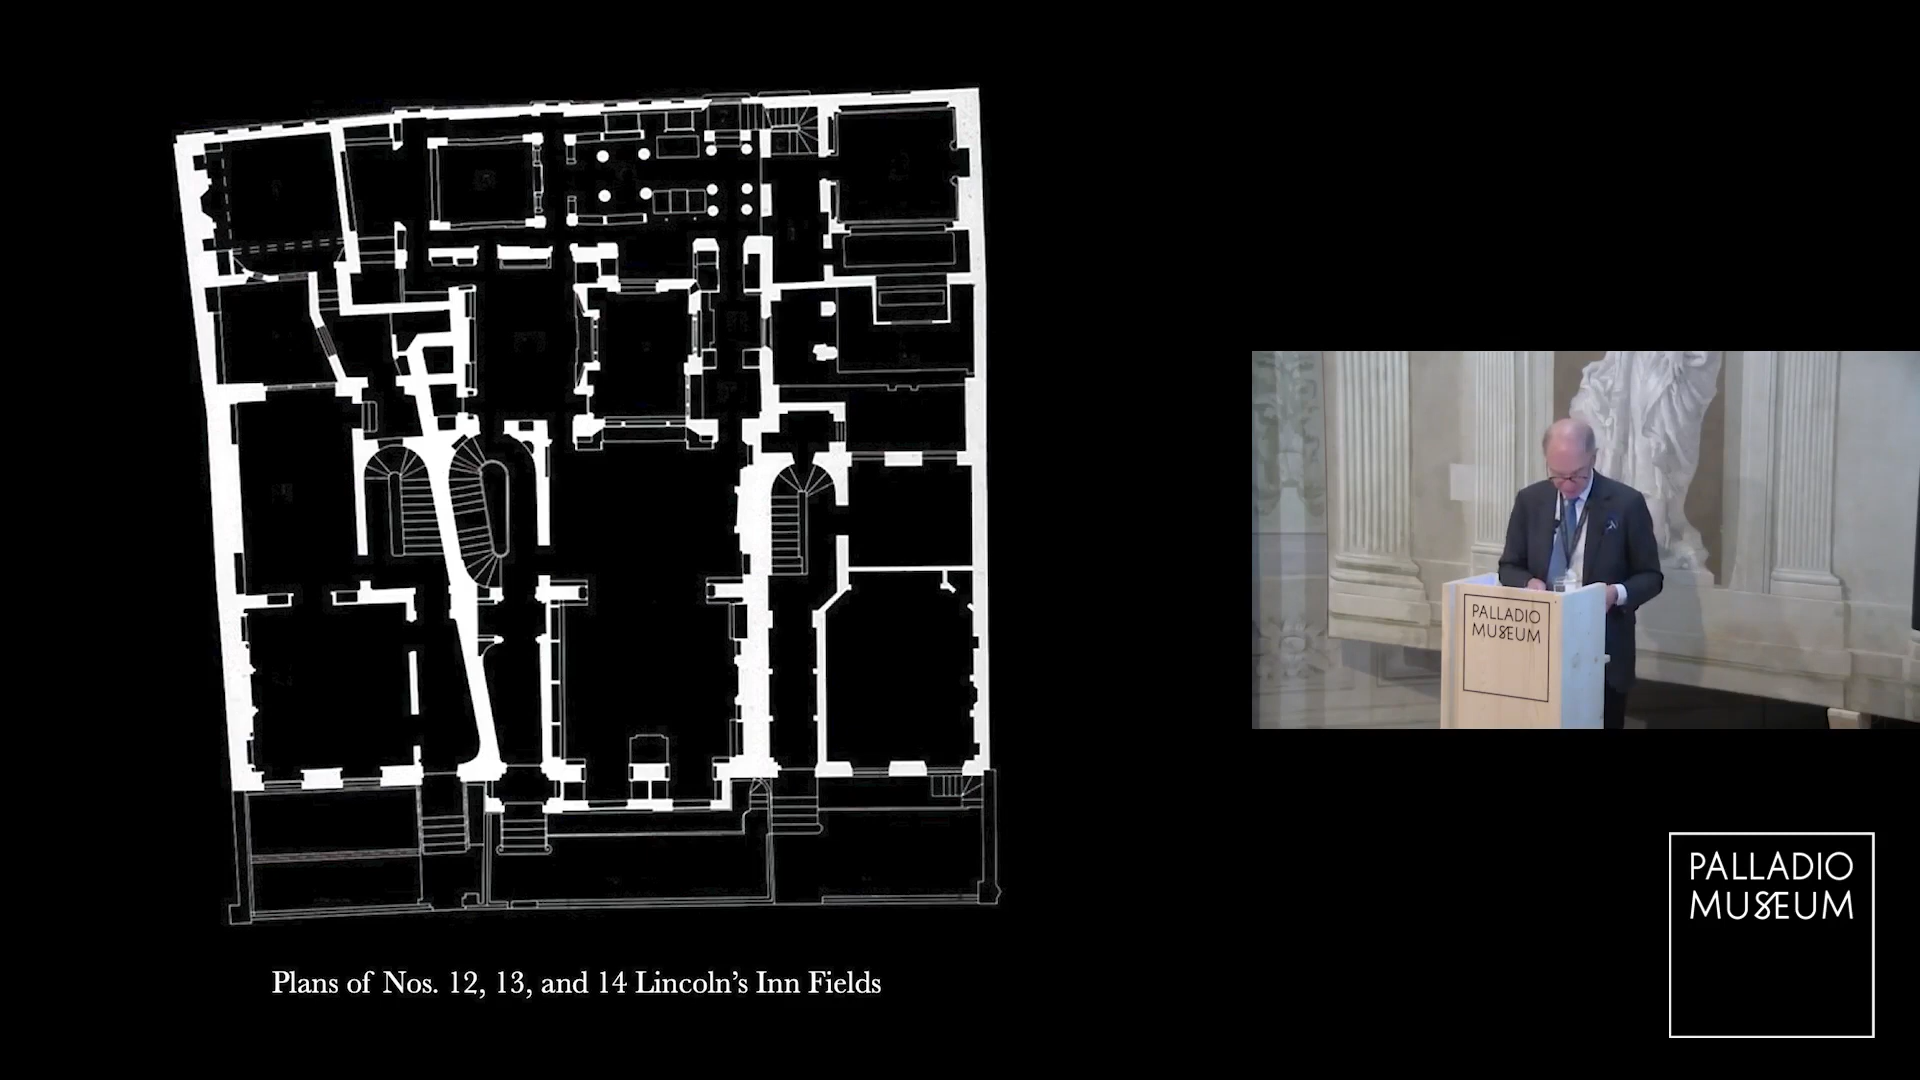 Plans of Nos. 12, 13, and 14 Lincoln's Inn Fields
PALLADIO
MUSEUM
PALLADIO
MUSEUM